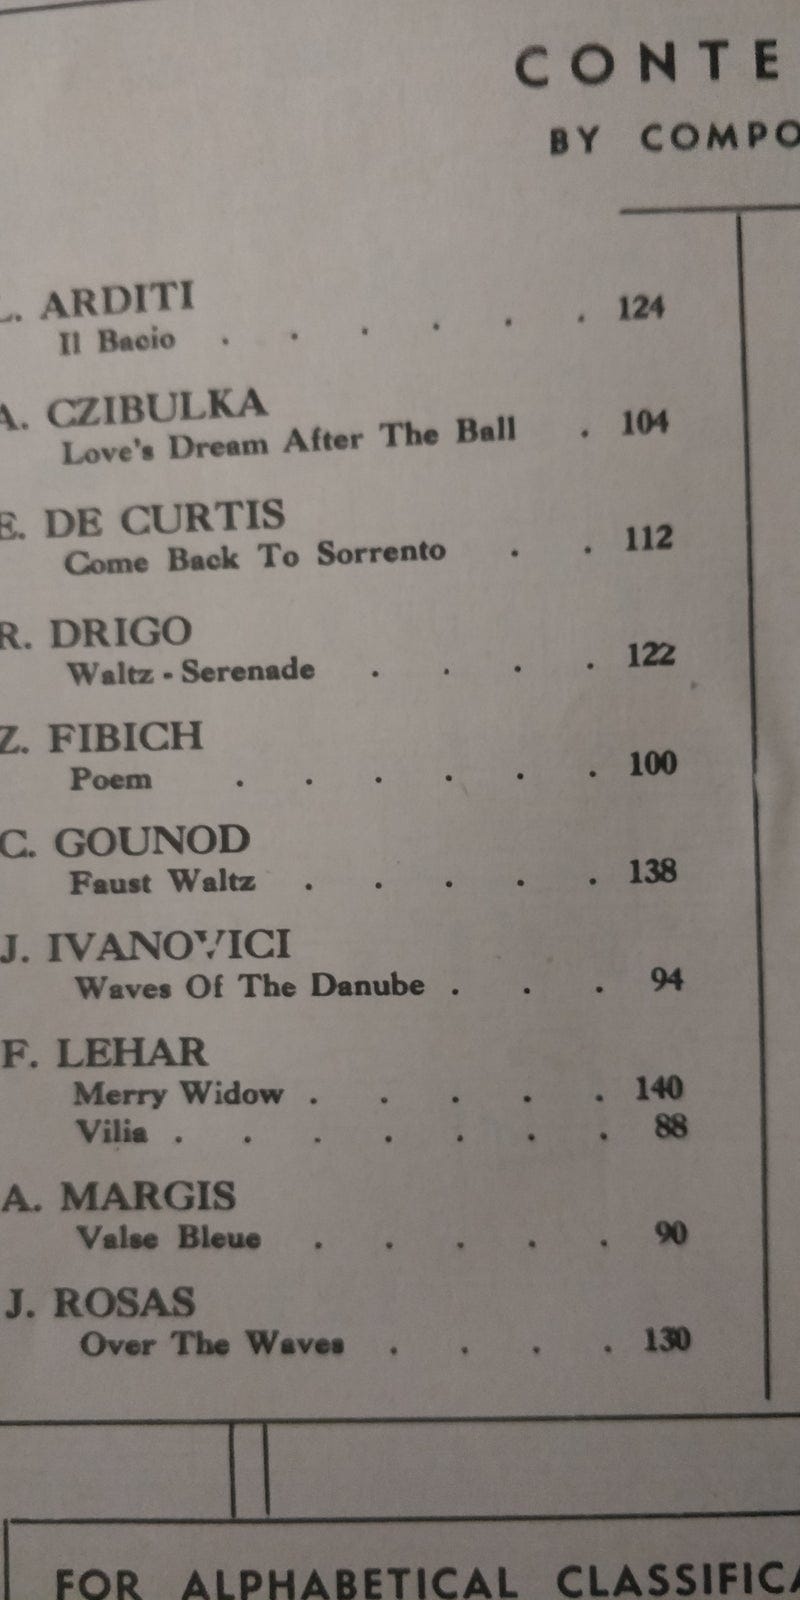 CONTE
BY COMPO
L. ARDITI
Il Bacio . . . . . . 124
A. CZIBULKA
Love's Dream After The Ball . 104
E. DE CURTIS
Come Back To Sorrento . . 112
R. DRIGO
Waltz - Serenade . . . . 122
Z. FIBICH
Poem . . . . . . 100
C. GOUNOD
Faust Waltz . . . . . 138
J. IVANOVICI
Waves Of The Danube . . . 94
F. LEHAR
Merry Widow . . . . . 140
Vilia . . . . . . . 88
A. MARGIS
Valse Bleue . . . . . 90
J. ROSAS
Over The Waves . . . . 130
FOR ALPHABETICAL CLASSIFICA